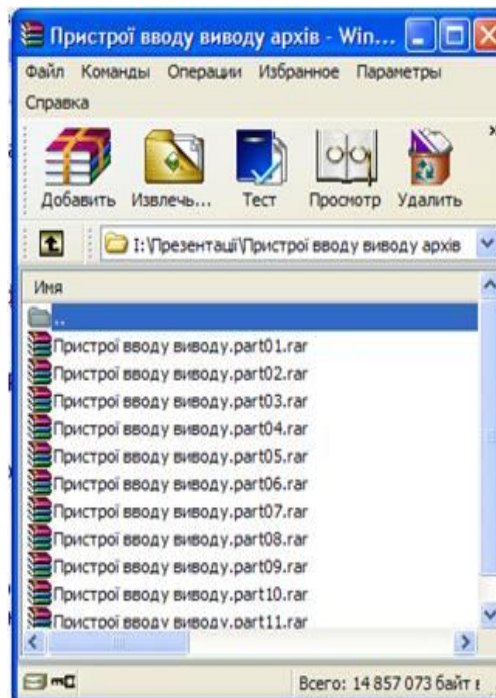 Пристрої вводу виводу архів - Win...
Файл Команды Операции Избранное Параметры
Справка
Добавить Извлечь... Тест Просмотр Удалить
I:\Презентації\Пристрої вводу виводу архів
Имя
..
Пристрої вводу виводу.part01.rar
Пристрої вводу виводу.part02.rar
Пристрої вводу виводу.part03.rar
Пристрої вводу виводу.part04.rar
Пристрої вводу виводу.part05.rar
Пристрої вводу виводу.part06.rar
Пристрої вводу виводу.part07.rar
Пристрої вводу виводу.part08.rar
Пристрої вводу виводу.part09.rar
Пристрої вводу виводу.part10.rar
Пристрої вводу виводу.part11.rar
Всего: 14 857 073 байт